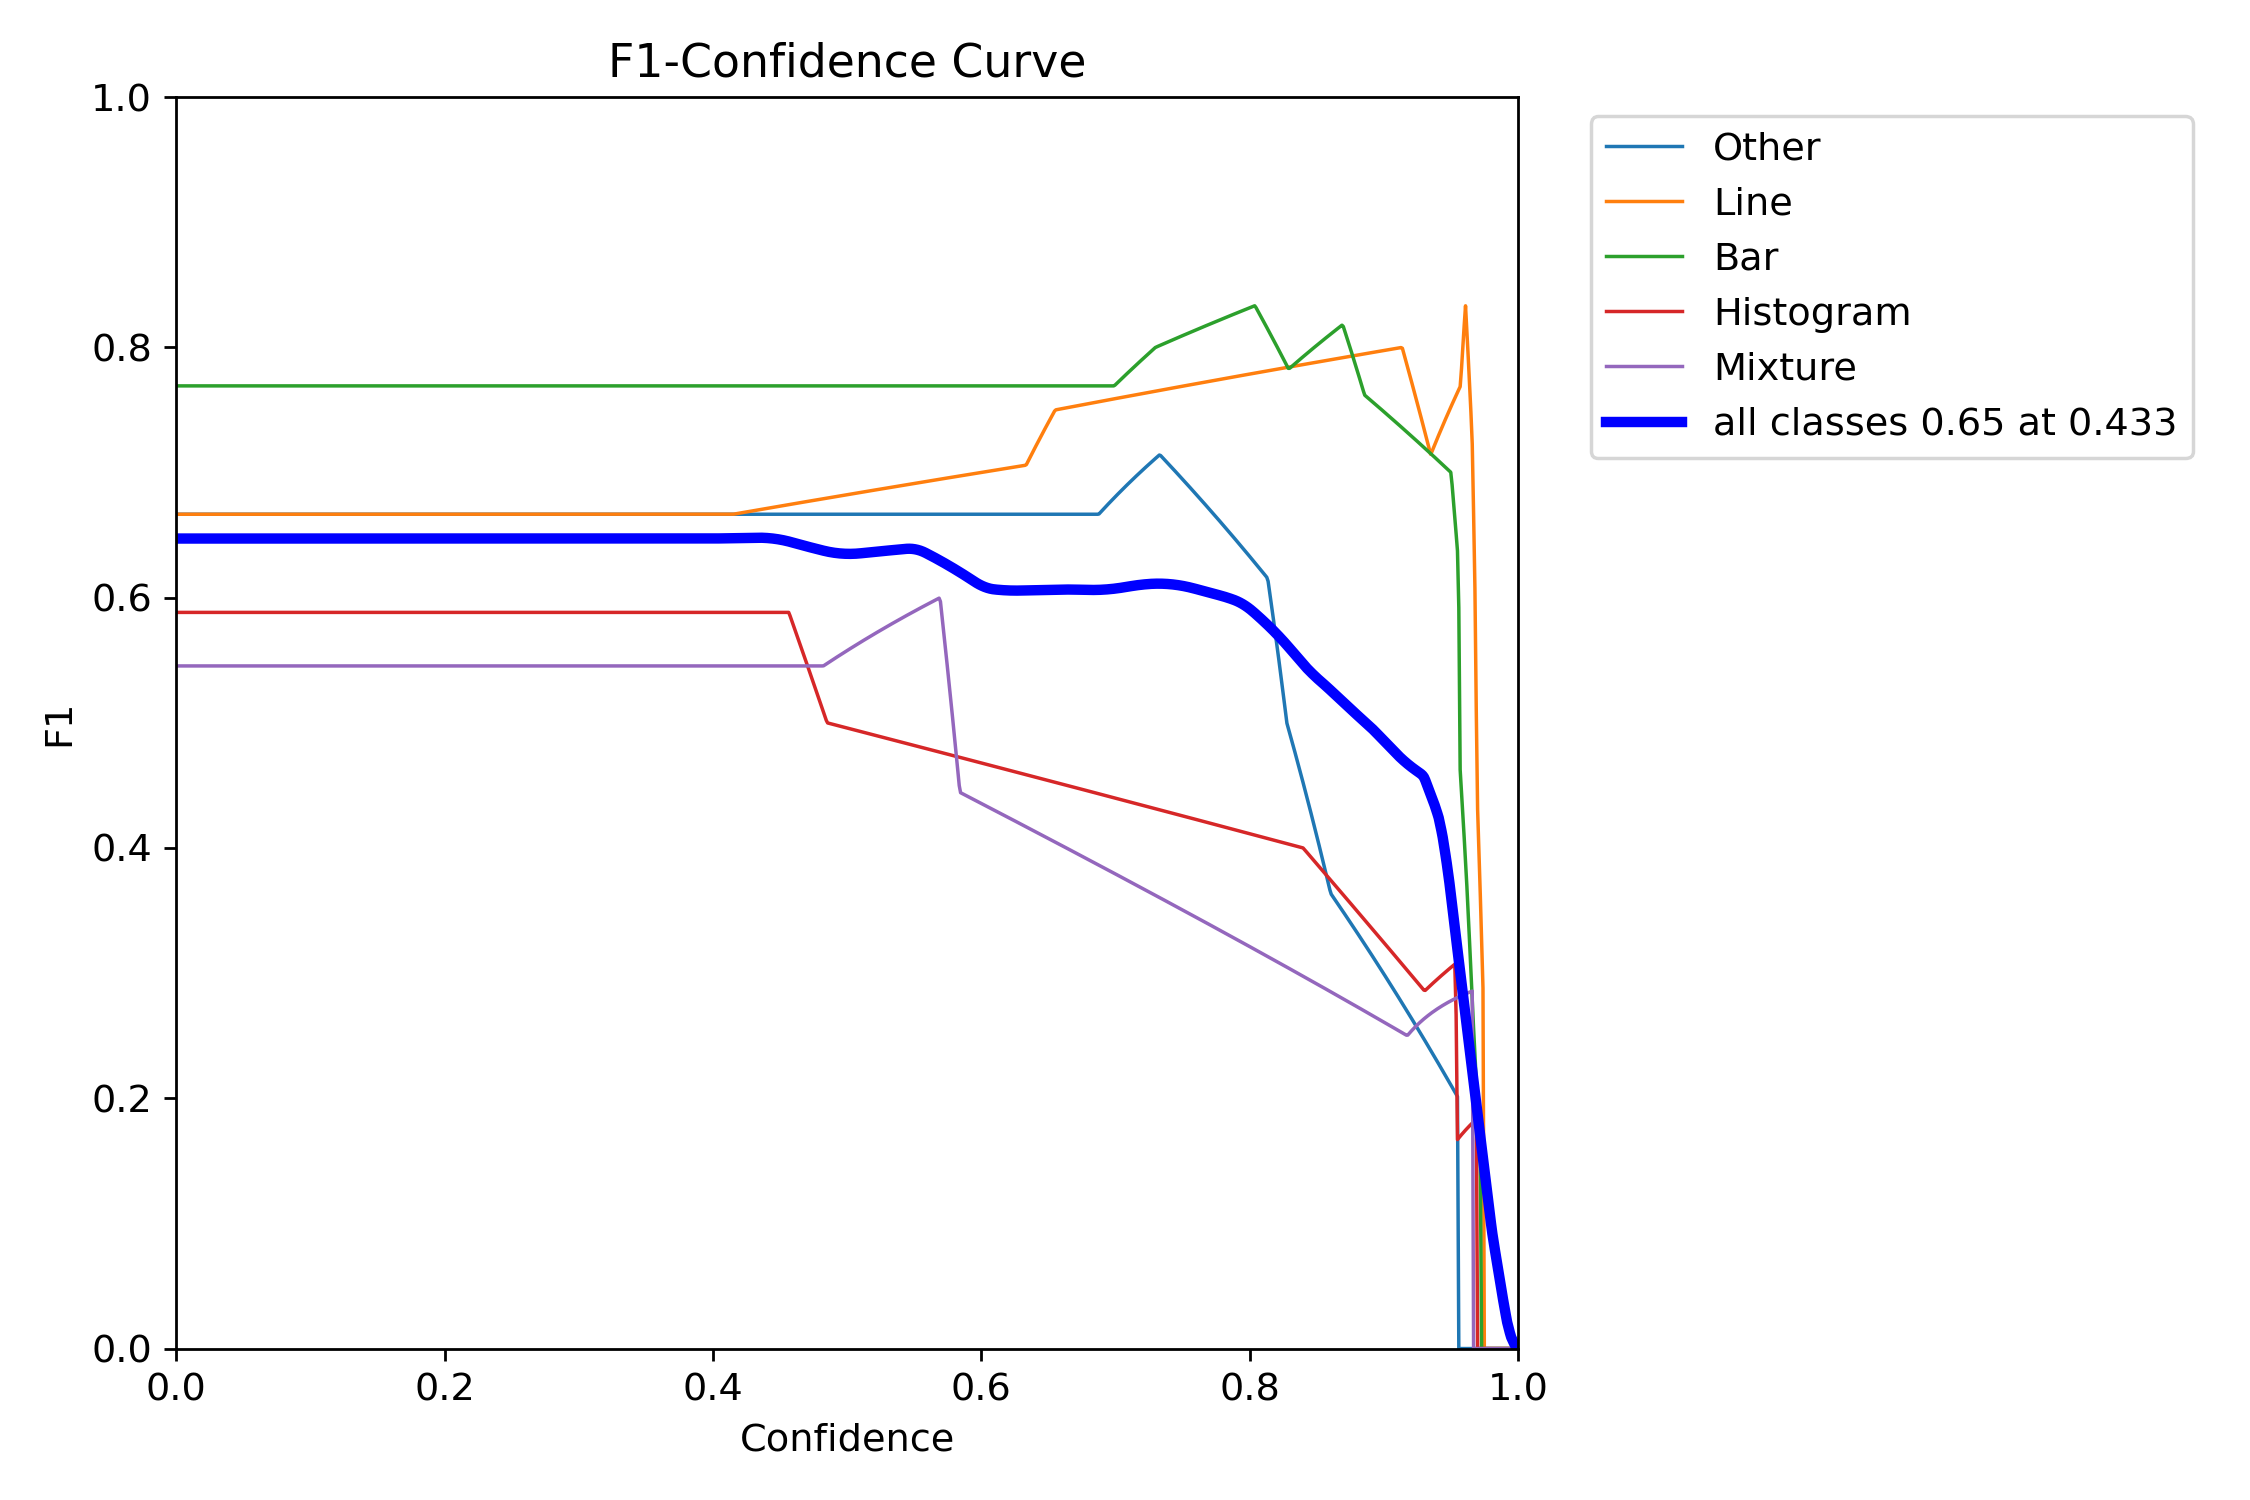 F1-Confidence Curve
1.0
0.8
0.6
0.4
0.2
0.0
F1
0.0 0.2 0.4 0.6 0.8 1.0
Confidence
Other
Line
Bar
Histogram
Mixture
all classes 0.65 at 0.433